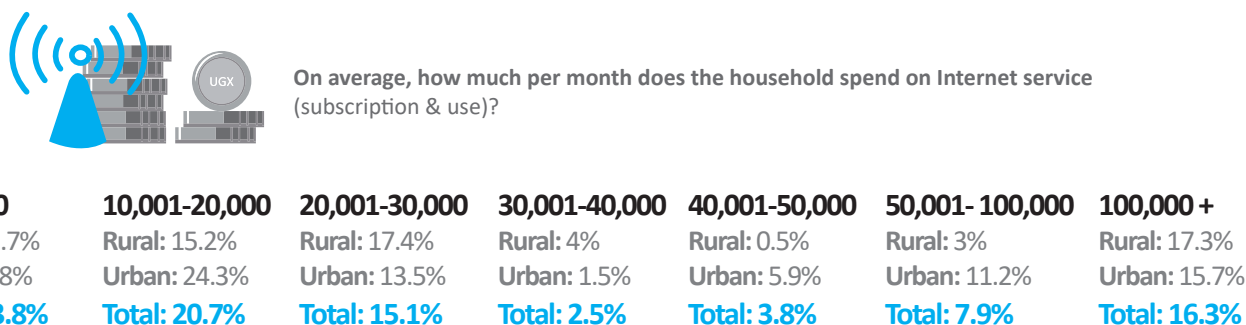 UGX
On average, how much per month does the household spend on Internet service
(subscription & use)?
10,001-20,000 20,001-30,000 30,001-40,000 40,001-50,000 50,001- 100,000 100,000 +
Rural: 15.2% Rural: 17.4% Rural: 4% Rural: 0.5% Rural: 3% Rural: 17.3%
Urban: 24.3% Urban: 13.5% Urban: 1.5% Urban: 5.9% Urban: 11.2% Urban: 15.7%
Total: 20.7% Total: 15.1% Total: 2.5% Total: 3.8% Total: 7.9% Total: 16.3%